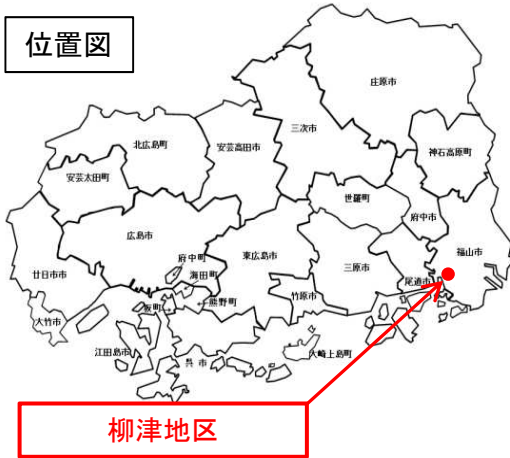 位置図
庄原市
三次市
北広島町
安芸高田市
神石高原町
安芸太田町
世羅町
府中市
広島市
東広島市
福山市
府中町
三原市
廿日市市
海田町
尾道市
熊野町
竹原市
坂町
大竹市
江田島市
呉市
大崎上島町
柳津地区